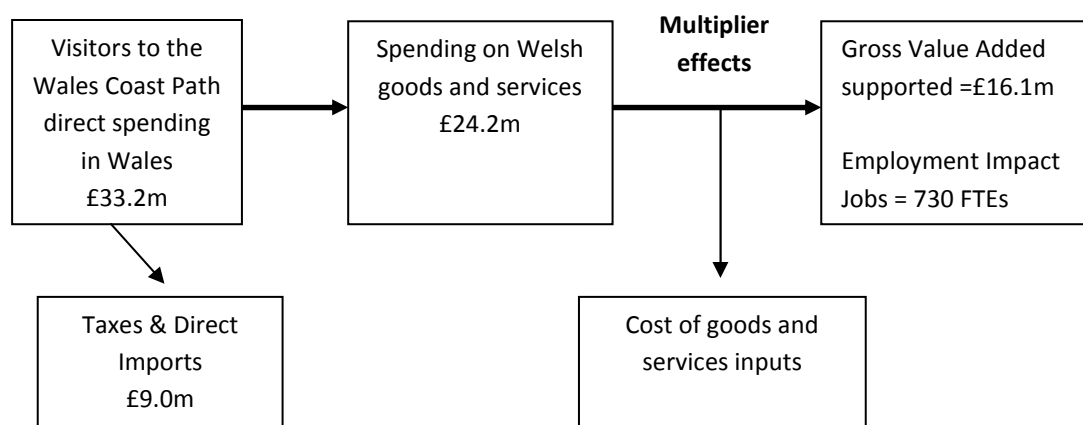 Visitors to the
Wales Coast Path
direct spending
in Wales
£33.2m
Spending on Welsh
goods and services
£24.2m
Multiplier
effects
Gross Value Added
supported =£16.1m
Employment Impact
Jobs = 730 FTEs
Taxes & Direct
Imports
£9.0m
Cost of goods and
services inputs